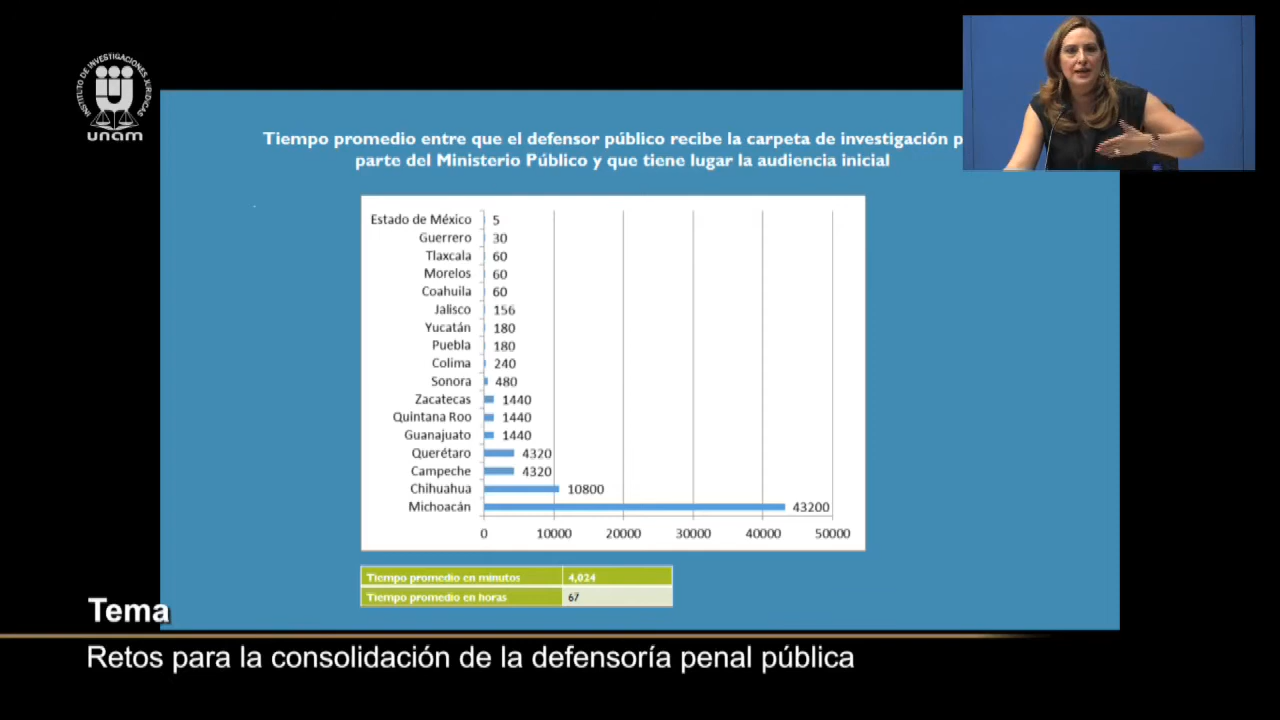 INSTITUTO DE INVESTIGACIONES JURIDICAS
unam
Tiempo promedio entre que el defensor público recibe la carpeta de investigación p
parte del Ministerio Público y que tiene lugar la audiencia inicial
Estado de México 5
Guerrero 30
Tlaxcala 60
Morelos 60
Coahuila 60
Jalisco 156
Yucatán 180
Puebla 180
Colima 240
Sonora 480
Zacatecas 1440
Quintana Roo 1440
Guanajuato 1440
Querétaro 4320
Campeche 4320
Chihuahua 10800
Michoacán 43200
0 10000 20000 30000 40000 50000
Tiempo promedio en minutos 4,024
Tiempo promedio en horas 67
Tema
Retos para la consolidación de la defensoría penal pública